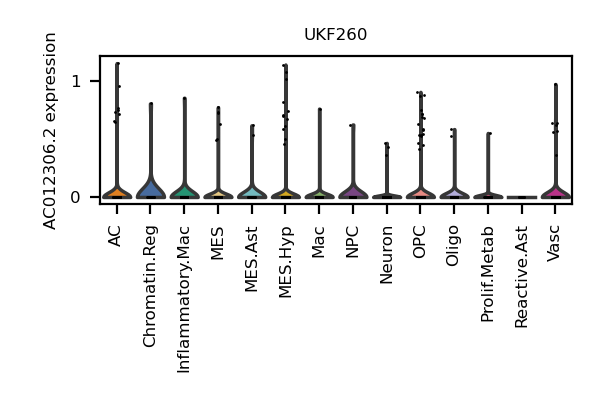 UKF260
AC012306.2 expression
1
0
AC
Chromatin.Reg
Inflammatory.Mac
MES
MES.Ast
MES.Hyp
Mac
NPC
Neuron
OPC
Oligo
Prolif.Metab
Reactive.Ast
Vasc